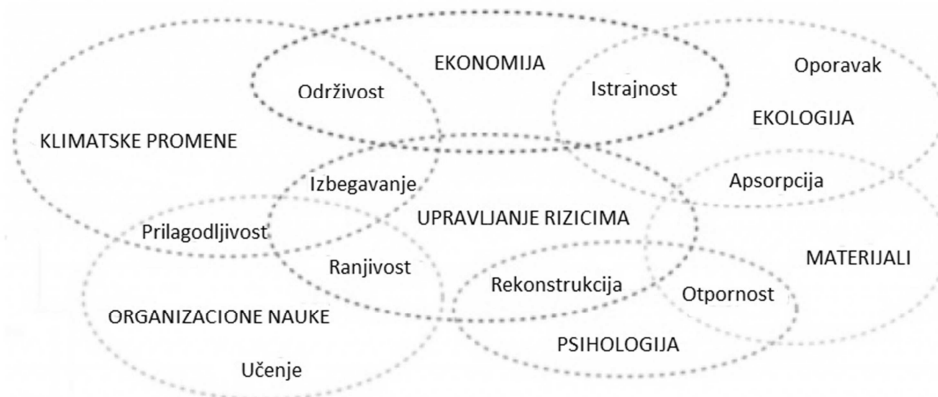 EKONOMIJA
Oporavak
Održivost
Istrajnost
EKOLOGIJA
KLIMATSKE PROMENE
Izbegavanje
Apsorpcija
UPRAVLJANJE RIZICIMA
Prilagodljivost
MATERIJALI
Ranjivost
Rekonstrukcija
Otpornost
ORGANIZACIONE NAUKE
PSIHOLOGIJA
Učenje